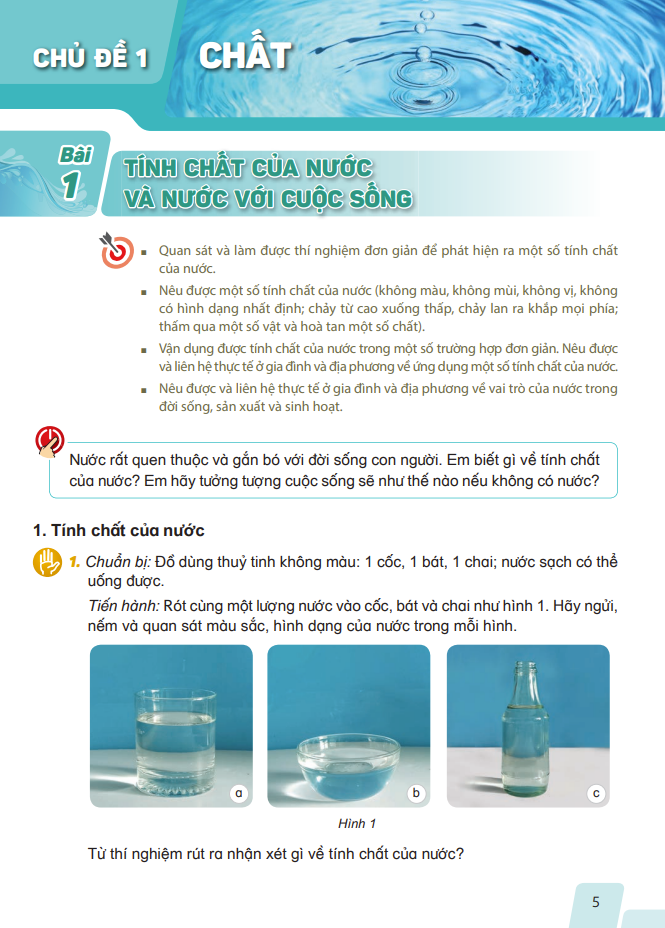 CHỦ ĐỀ 1
CHẤT
Bài
1
TÍNH CHẤT CỦA NƯỚC
VÀ NƯỚC VỚI CUỘC SỐNG
▪ Quan sát và làm được thí nghiệm đơn giản để phát hiện ra một số tính chất
của nước.
▪ Nêu được một số tính chất của nước (không màu, không mùi, không vị, không
có hình dạng nhất định; chảy từ cao xuống thấp, chảy lan ra khắp mọi phía;
thấm qua một số vật và hoà tan một số chất).
▪ Vận dụng được tính chất của nước trong một số trường hợp đơn giản. Nêu được
và liên hệ thực tế ở gia đình và địa phương về ứng dụng một số tính chất của nước.
▪ Nêu được và liên hệ thực tế ở gia đình và địa phương về vai trò của nước trong
đời sống, sản xuất và sinh hoạt.
Nước rất quen thuộc và gắn bó với đời sống con người. Em biết gì về tính chất
của nước? Em hãy tưởng tượng cuộc sống sẽ như thế nào nếu không có nước?
1. Tính chất của nước
1. Chuẩn bị: Đồ dùng thuỷ tinh không màu: 1 cốc, 1 bát, 1 chai; nước sạch có thể
uống được.
Tiến hành: Rót cùng một lượng nước vào cốc, bát và chai như hình 1. Hãy ngửi,
nếm và quan sát màu sắc, hình dạng của nước trong mỗi hình.
a
b
c
Hình 1
Từ thí nghiệm rút ra nhận xét gì về tính chất của nước?
5